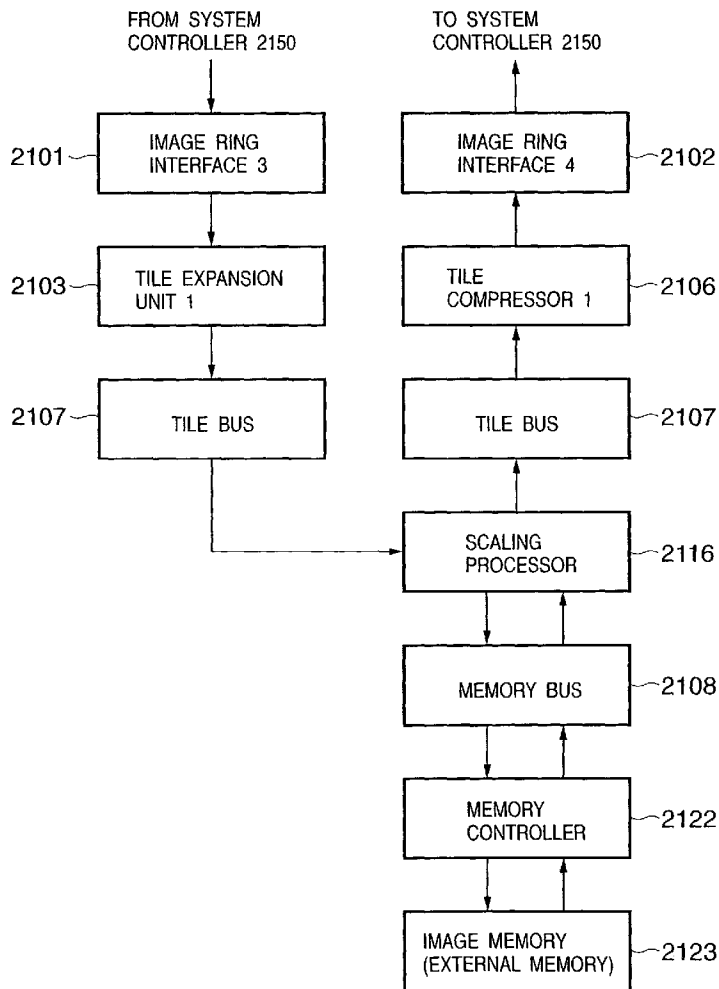 FROM SYSTEM
CONTROLLER 2150
TO SYSTEM
CONTROLLER 2150
2101
IMAGE RING
INTERFACE 3
IMAGE RING
INTERFACE 4
2102
2103
TILE EXPANSION
UNIT 1
TILE
COMPRESSOR 1
2106
2107
TILE BUS
TILE BUS
2107
SCALING
PROCESSOR
2116
MEMORY BUS
2108
MEMORY
CONTROLLER
2122
IMAGE MEMORY
(EXTERNAL MEMORY)
2123